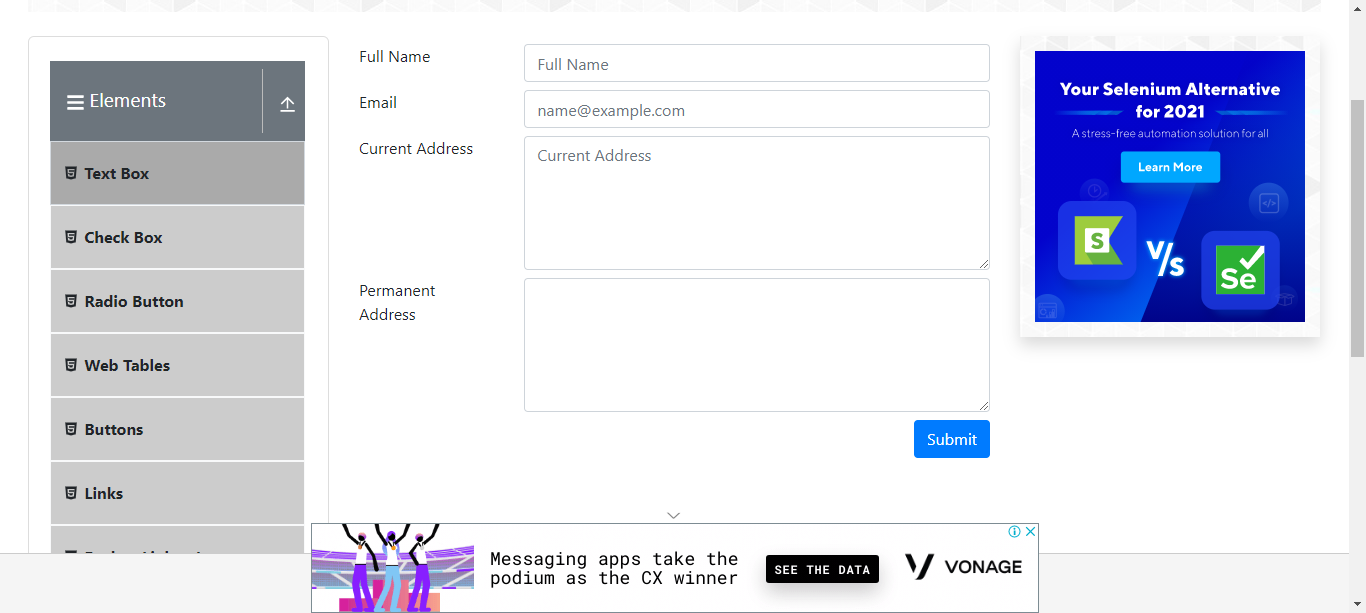 Elements
Text Box
Check Box
Radio Button
Web Tables
Buttons
Links
Full Name
Full Name
Email
name@example.com
Current Address
Current Address
Permanent
Address
Submit
Your Selenium Alternative
for 2021
A stress-free automation solution for all
Learn More
S
V/S
Se
Messaging apps take the
podium as the CX winner
SEE THE DATA
VONAGE